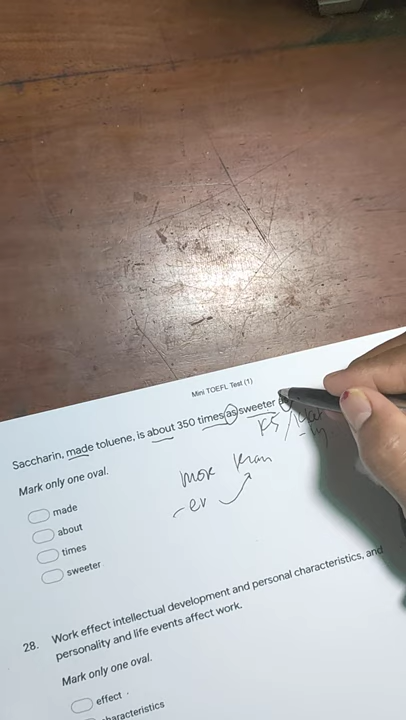 Mini TOEFL Test (1)
Saccharin, made toluene, is about 350 times as sweeter
Mark only one oval.
made
about
times
sweeter
more than
-er
28. Work effect intellectual development and personal characteristics, and
personality and life events affect work.
Mark only one oval.
effect
characteristics